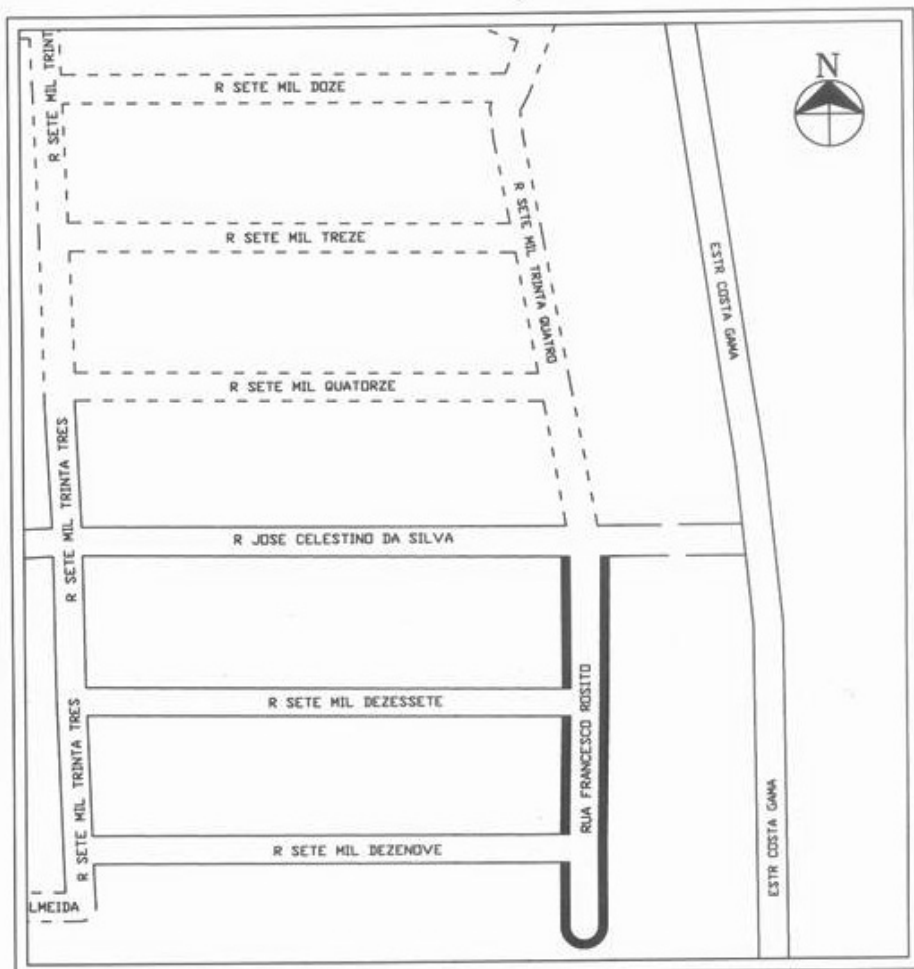 R SETE MIL TRINT
R SETE MIL DOZE
N
R SETE MIL TREZE
R SETE MIL TRINTA QUATRO
ESTR COSTA GAMA
R SETE MIL QUATORZE
R SETE MIL TRINTA TRES
R JOSE CELESTINO DA SILVA
R SETE MIL DEZESSETE
RUA FRANCESCO ROSITO
R SETE MIL TRINTA TRES
R SETE MIL DEZENOVE
ESTR COSTA GAMA
LMEIDA